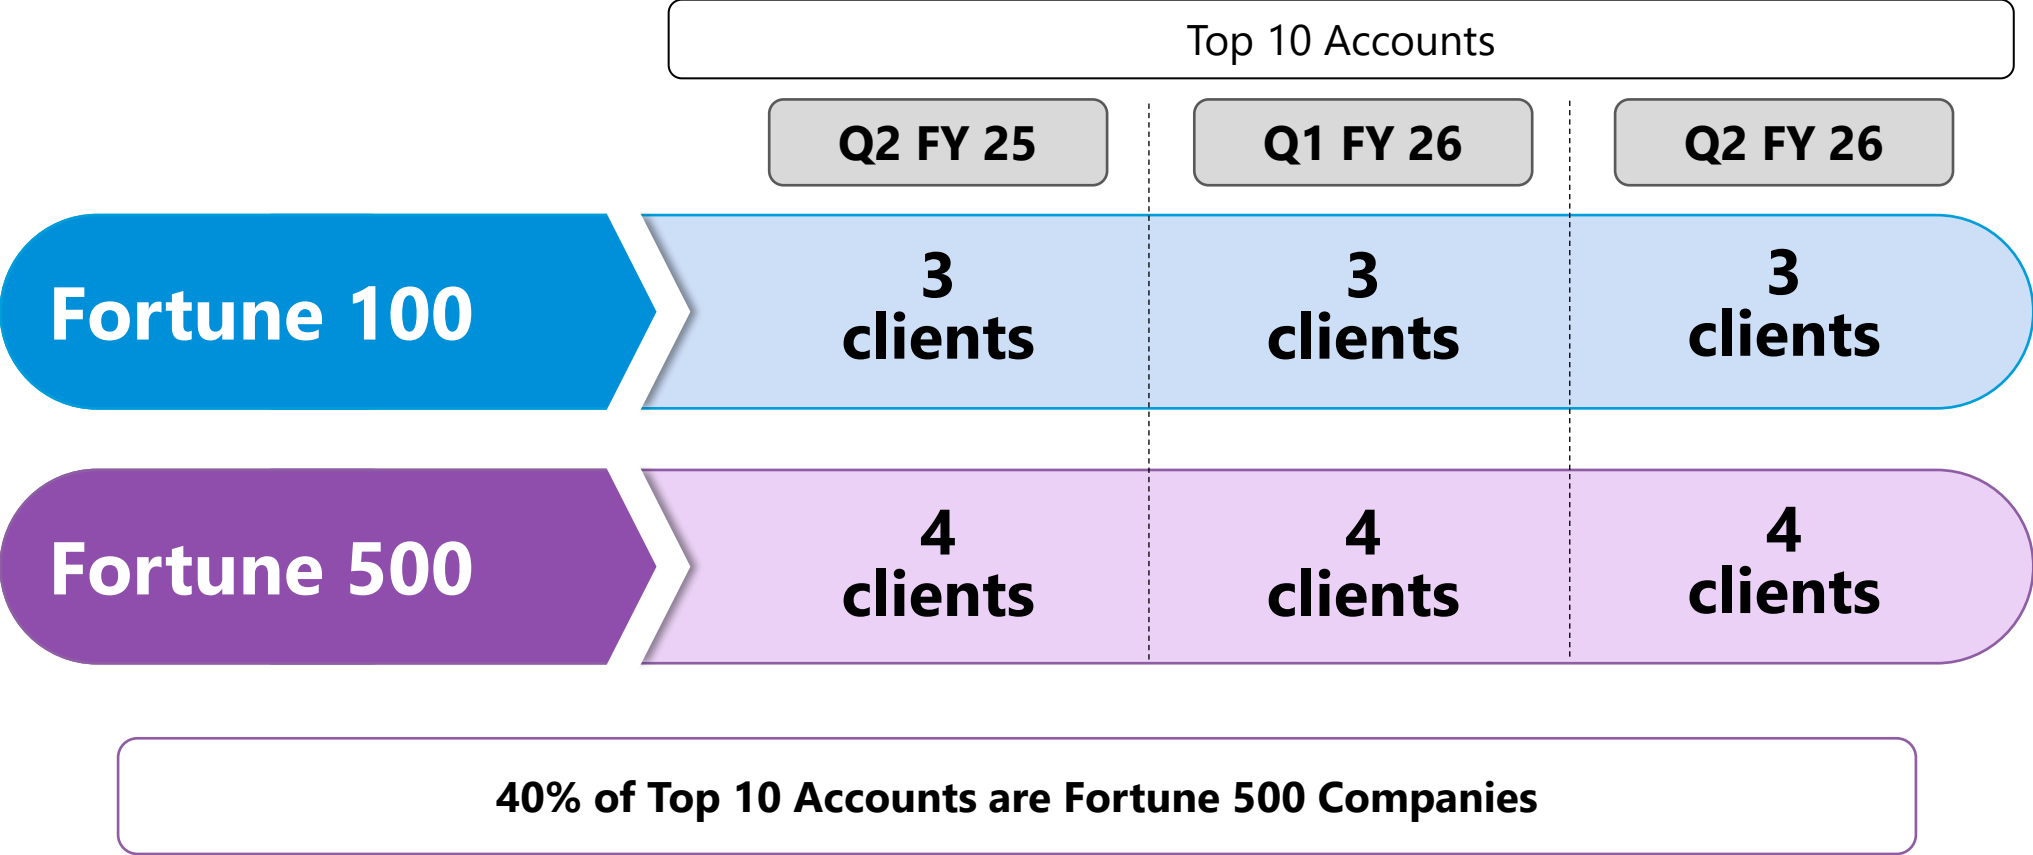 Top 10 Accounts
Q2 FY 25
Q1 FY 26
Q2 FY 26
Fortune 100
3
clients
3
clients
3
clients
Fortune 500
4
clients
4
clients
4
clients
40% of Top 10 Accounts are Fortune 500 Companies